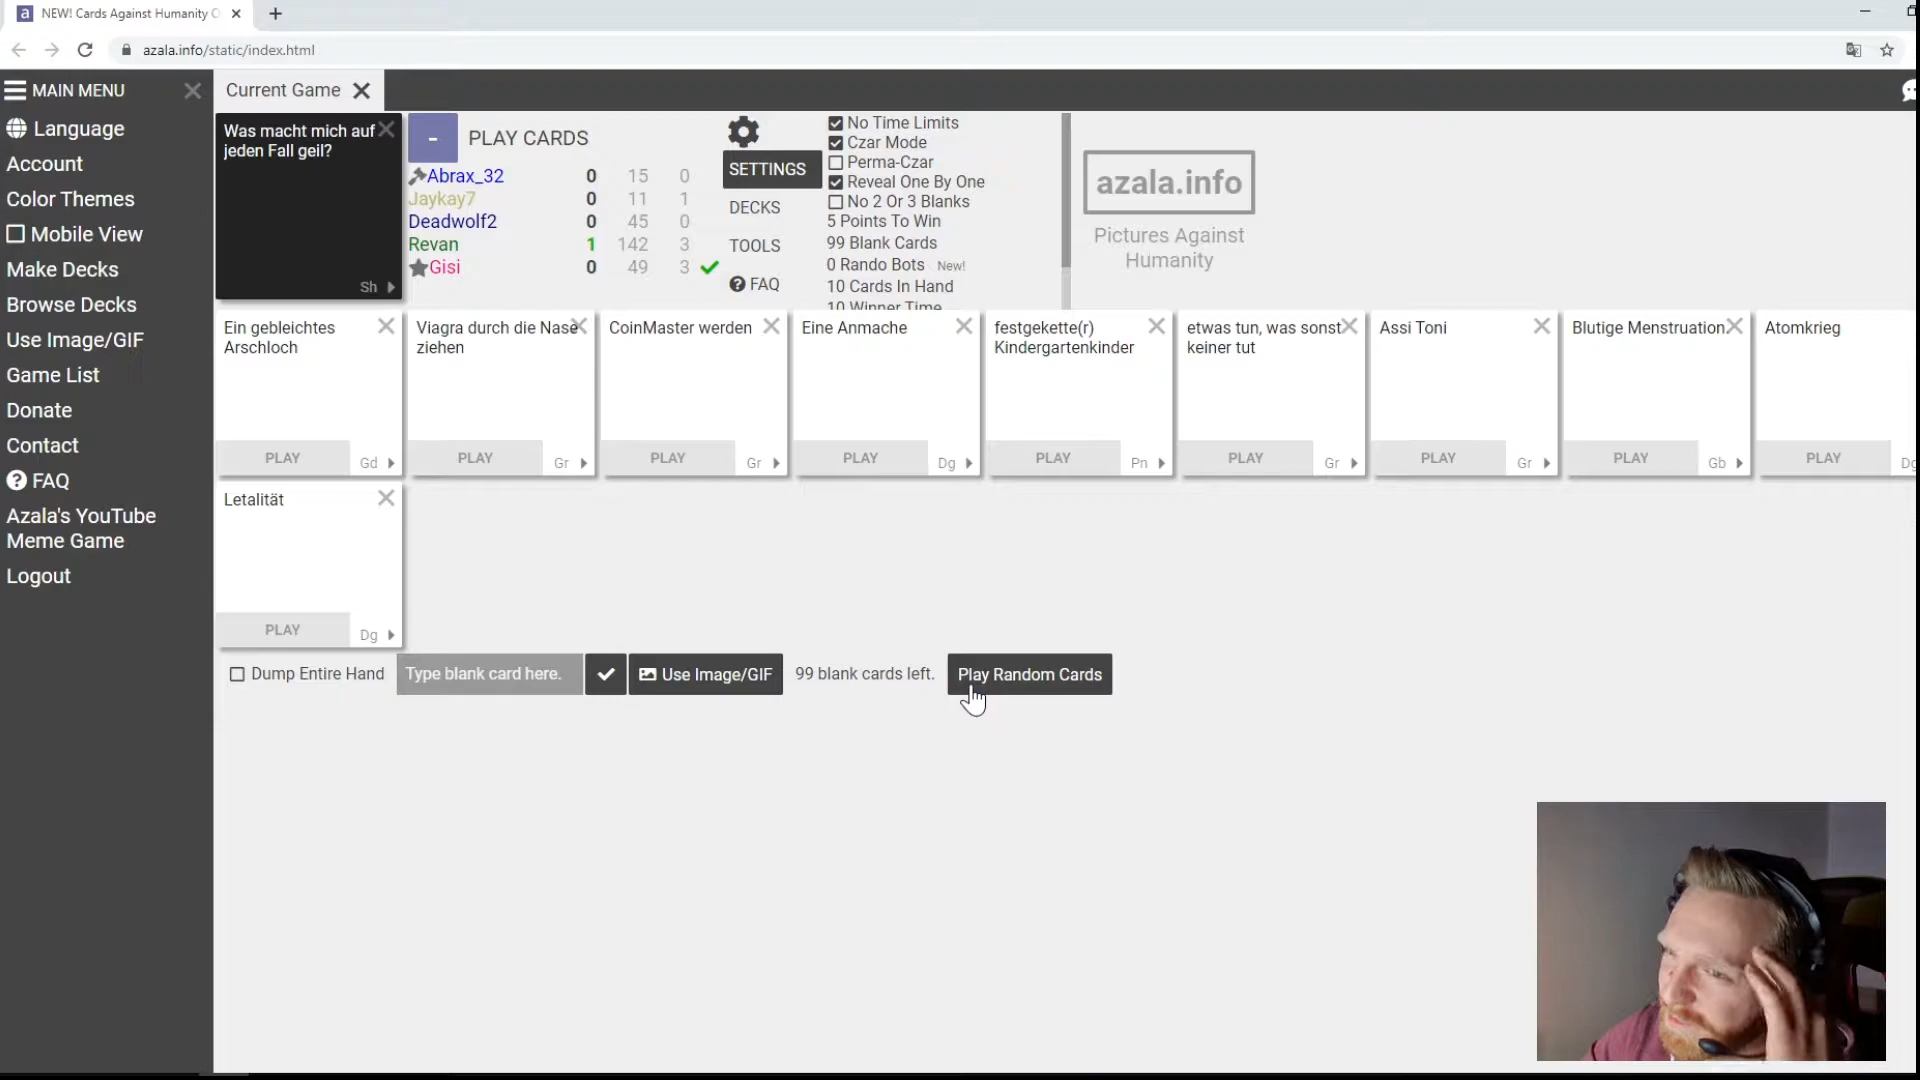 NEW! Cards Against Humanity O
azala.info/static/index.html
MAIN MENU
Language
Account
Color Themes
Mobile View
Make Decks
Browse Decks
Use Image/GIF
Game List
Donate
Contact
FAQ
Azala's YouTube
Meme Game
Logout
Current Game
Was macht mich auf
jeden Fall geil?
Sh
- PLAY CARDS
Abrax_32 0 15 0
Jaykay7 0 11 1
Deadwolf2 0 45 0
Revan 1 142 3
Gisi 0 49 3
SETTINGS
DECKS
TOOLS
FAQ
No Time Limits
Czar Mode
Perma-Czar
Reveal One By One
No 2 Or 3 Blanks
5 Points To Win
99 Blank Cards
0 Rando Bots New!
10 Cards In Hand
10 Winner Time
azala.info
Pictures Against
Humanity
Ein gebleichtes
Arschloch
PLAY Gd
Viagra durch die Nase
ziehen
PLAY Gr
CoinMaster werden
PLAY Gr
Eine Anmache
PLAY Dg
festgekette(r)
Kindergartenkinder
PLAY Pn
etwas tun, was sonst
keiner tut
PLAY Gr
Assi Toni
PLAY Gr
Blutige Menstruation.
PLAY Gb
Atomkrieg
PLAY Dg
Letalität
PLAY Dg
Dump Entire Hand
Type blank card here.
Use Image/GIF
99 blank cards left.
Play Random Cards